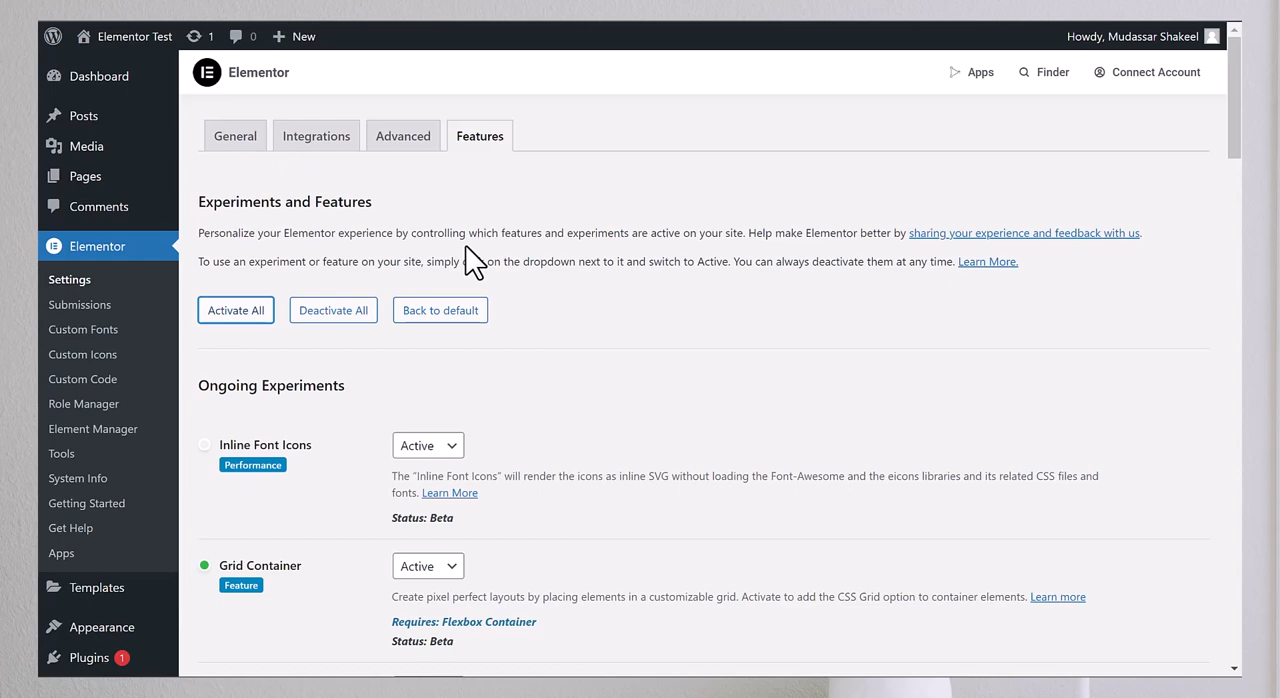 Elementor Test
1
0
New
Howdy, Mudassar Shakeel
Dashboard
Posts
Media
Pages
Comments
Elementor
Settings
Submissions
Custom Fonts
Custom Icons
Custom Code
Role Manager
Element Manager
Tools
System Info
Getting Started
Get Help
Apps
Templates
Appearance
Plugins 1
Elementor
Apps
Finder
Connect Account
General
Integrations
Advanced
Features
Experiments and Features
Personalize your Elementor experience by controlling which features and experiments are active on your site. Help make Elementor better by sharing your experience and feedback with us.
To use an experiment or feature on your site, simply on the dropdown next to it and switch to Active. You can always deactivate them at any time. Learn More.
Activate All
Deactivate All
Back to default
Ongoing Experiments
Inline Font Icons
Performance
Active
The “Inline Font Icons” will render the icons as inline SVG without loading the Font-Awesome and the eicons libraries and its related CSS files and
fonts. Learn More
Status: Beta
Grid Container
Feature
Active
Create pixel perfect layouts by placing elements in a customizable grid. Activate to add the CSS Grid option to container elements. Learn more
Requires: Flexbox Container
Status: Beta